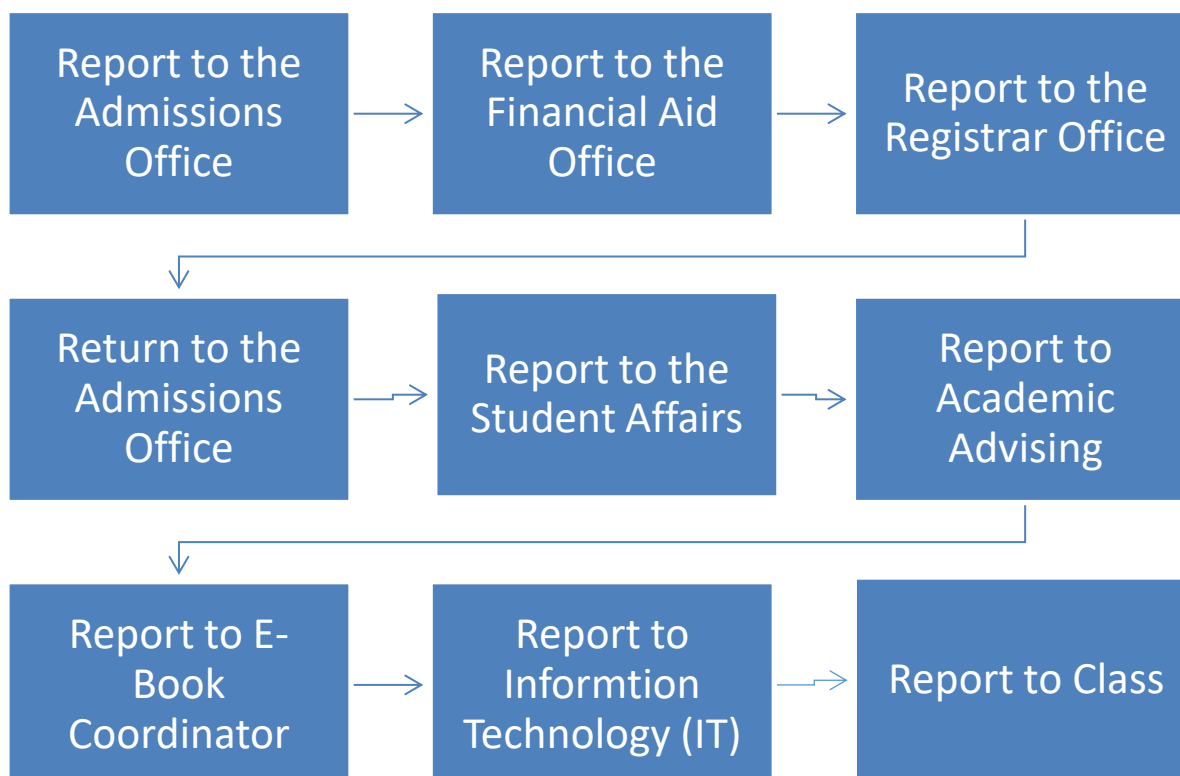 Report to the
Admissions
Office
Report to the
Financial Aid
Office
Report to the
Registrar Office
Return to the
Admissions
Office
Report to the
Student Affairs
Report to
Academic
Advising
Report to E-
Book
Coordinator
Report to
Informtion
Technology (IT)
Report to Class